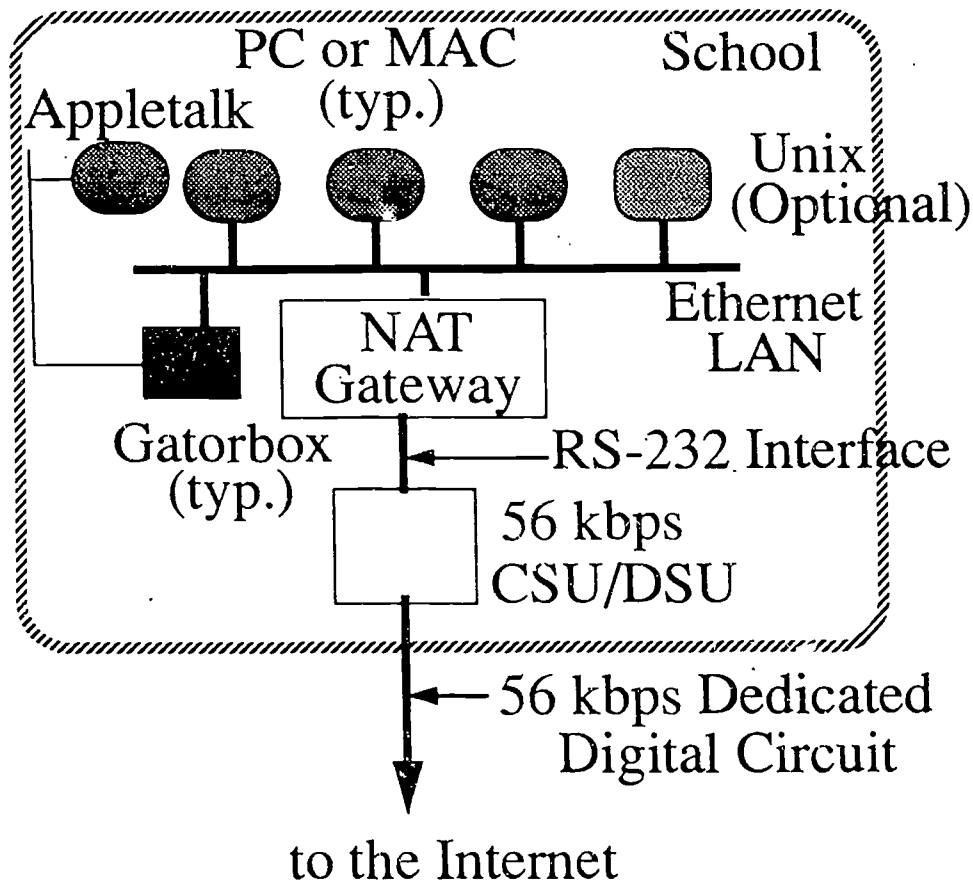 PC or MAC
(typ.)
School
Appletalk
Unix
(Optional)
Ethernet
LAN
NAT
Gateway
Gatorbox
(typ.)
RS-232 Interface
56 kbps
CSU/DSU
56 kbps Dedicated
Digital Circuit
to the Internet